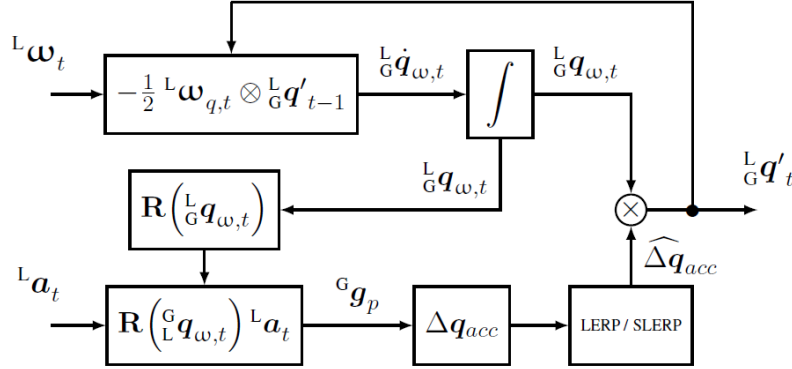 ᴸω_t
−½ ᴸω_{q,t} ⊗ ᴸ_G q′_{t−1}
ᴸ_G q̇_{ω,t}
∫
ᴸ_G q_{ω,t}
ᴸ_G q_{ω,t}
R(ᴸ_G q_{ω,t})
⊗
ᴸ_G q′_t
ᴸa_t
R(ᴳ_L q_{ω,t}) ᴸa_t
ᴳg_p
Δq_{acc}
LERP / SLERP
\widehat{Δq}_{acc}